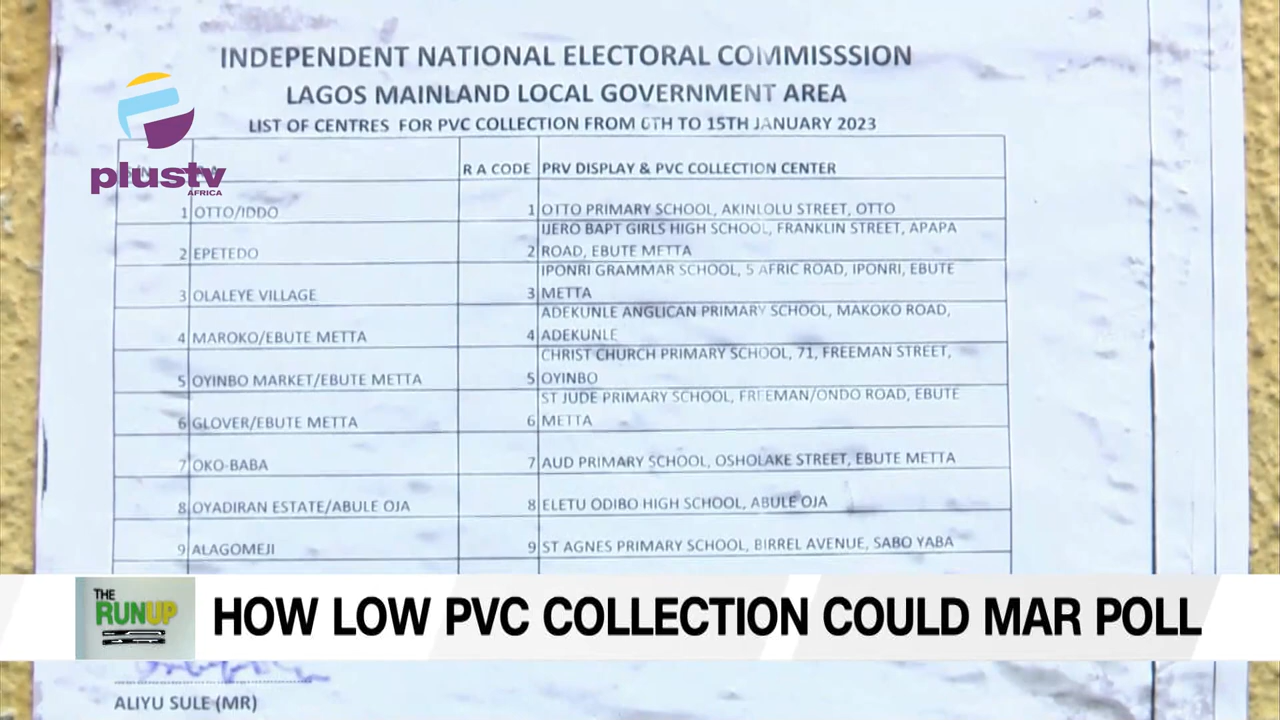 INDEPENDENT NATIONAL ELECTORAL COMMISSSION
LAGOS MAINLAND LOCAL GOVERNMENT AREA
LIST OF CENTRES FOR PVC COLLECTION FROM 6TH TO 15TH JANUARY 2023
plustv
AFRICA
R A CODE PRV DISPLAY & PVC COLLECTION CENTER
1 OTTO/IDDO 1 OTTO PRIMARY SCHOOL, AKINLOLU STREET, OTTO
IJERO BAPT GIRLS HIGH SCHOOL, FRANKLIN STREET, APAPA
2 EPETEDO 2 ROAD, EBUTE METTA
IPONRI GRAMMAR SCHOOL, 5 AFRIC ROAD, IPONRI, EBUTE
3 OLALEYE VILLAGE 3 METTA
ADEKUNLE ANGLICAN PRIMARY SCHOOL, MAKOKO ROAD,
4 MAROKO/EBUTE METTA 4 ADEKUNLE
CHRIST CHURCH PRIMARY SCHOOL, 71, FREEMAN STREET,
5 OYINBO MARKET/EBUTE METTA 5 OYINBO
ST JUDE PRIMARY SCHOOL, FREEMAN/ONDO ROAD, EBUTE
6 GLOVER/EBUTE METTA 6 METTA
7 OKO-BABA 7 AUD PRIMARY SCHOOL, OSHOLAKE STREET, EBUTE METTA
8 OYADIRAN ESTATE/ABULE OJA 8 ELETU ODIBO HIGH SCHOOL, ABULE OJA
9 ALAGOMEJI 9 ST AGNES PRIMARY SCHOOL, BIRREL AVENUE, SABO YABA
THE
RUNUP
HOW LOW PVC COLLECTION COULD MAR POLL
ALIYU SULE (MR)